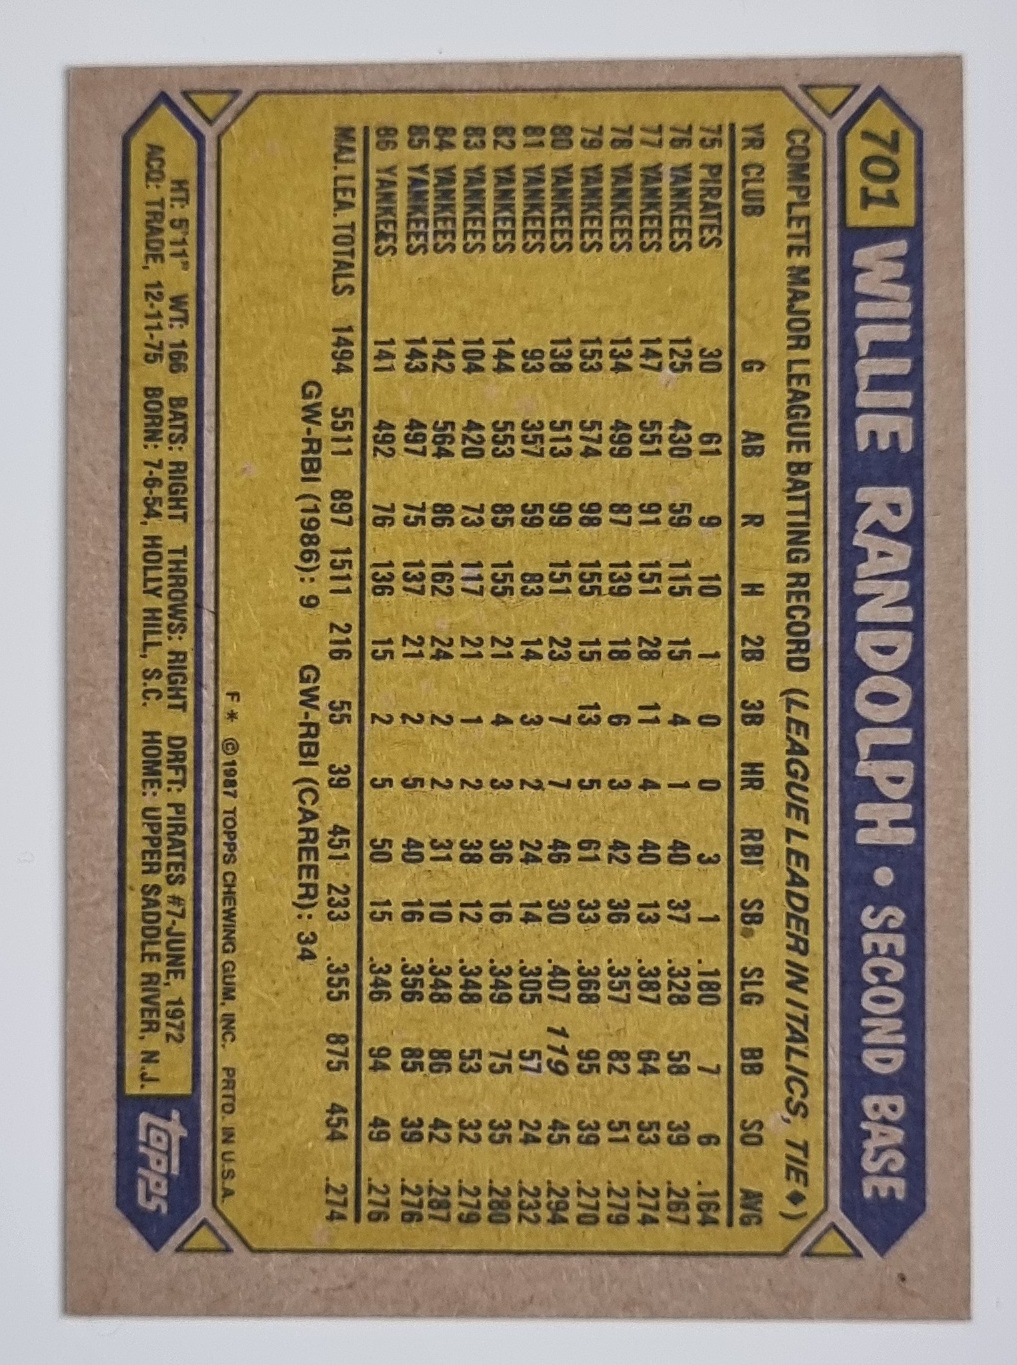 701 WILLIE RANDOLPH • SECOND BASE
COMPLETE MAJOR LEAGUE BATTING RECORD (LEAGUE LEADER IN ITALICS, TIE ♦)
YR CLUB G AB R H 2B 3B HR RBI SB SLG BB SO AVG
75 PIRATES 30 61 9 10 1 0 0 3 1 .180 7 6 .164
76 YANKEES 125 430 59 115 15 4 1 40 37 .328 58 39 .267
77 YANKEES 147 551 91 151 28 11 4 40 13 .387 64 53 .274
78 YANKEES 134 499 87 139 18 6 3 42 36 .357 82 51 .279
79 YANKEES 153 574 98 155 15 13 5 61 33 .368 95 39 .270
80 YANKEES 138 513 99 151 23 7 7 46 30 .407 119 45 .294
81 YANKEES 93 357 59 83 14 3 2 24 14 .305 57 24 .232
82 YANKEES 144 553 85 155 21 4 3 36 16 .349 75 35 .280
83 YANKEES 104 420 73 117 21 1 2 38 12 .348 53 32 .279
84 YANKEES 142 564 86 162 24 2 2 31 10 .348 86 42 .287
85 YANKEES 143 497 75 137 21 2 5 40 16 .356 85 39 .276
86 YANKEES 141 492 76 136 15 2 5 50 15 .346 94 49 .276
MAJ. LEA. TOTALS 1494 5511 897 1511 216 55 39 451 233 .355 875 454 .274
GW-RBI (1986): 9 GW-RBI (CAREER): 34
F* ©1987 TOPPS CHEWING GUM, INC. PRTD. IN U.S.A.
HT: 5'11" WT: 166 BATS: RIGHT THROWS: RIGHT DRFT: PIRATES #7-JUNE, 1972
ACQ: TRADE, 12-11-75 BORN: 7-6-54, HOLLY HILL, S.C. HOME: UPPER SADDLE RIVER, N.J.
topps